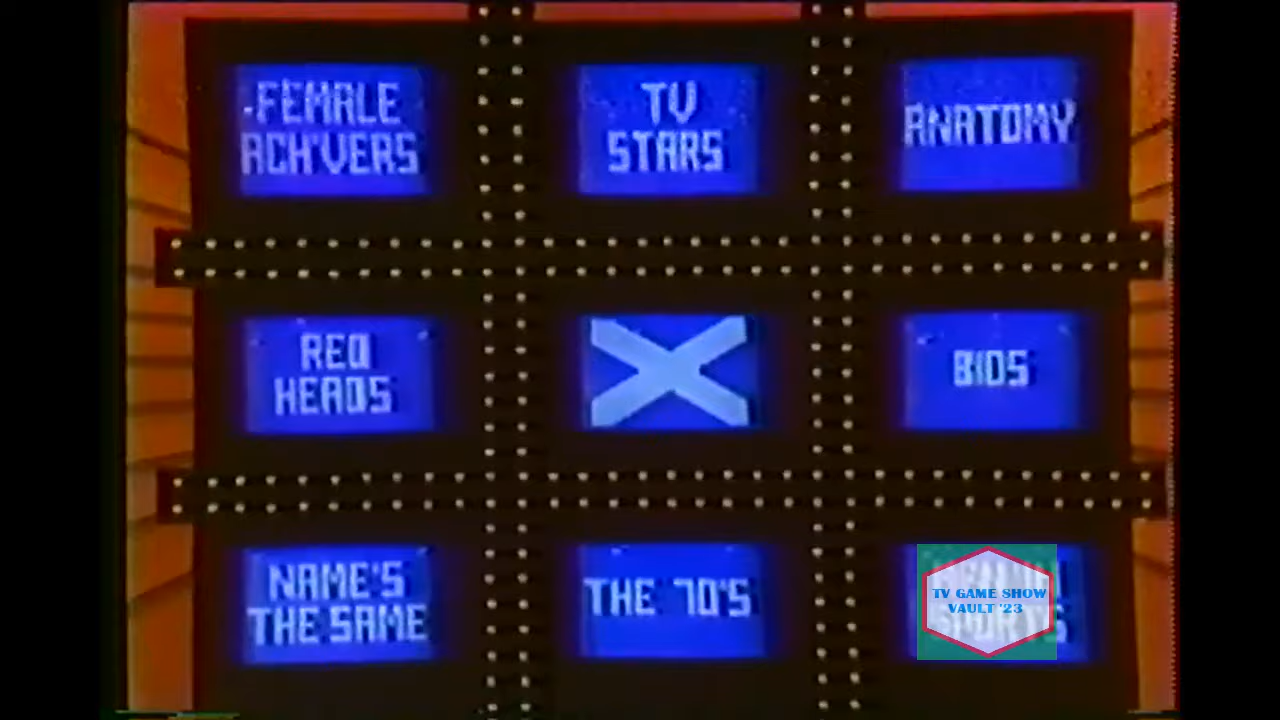 FEMALE
ACH'VERS
TV
STARS
ANATOMY
RED
HEADS
X
BIOS
NAME'S
THE SAME
THE 70'S
TV GAME SHOW
VAULT '23
SPORTS